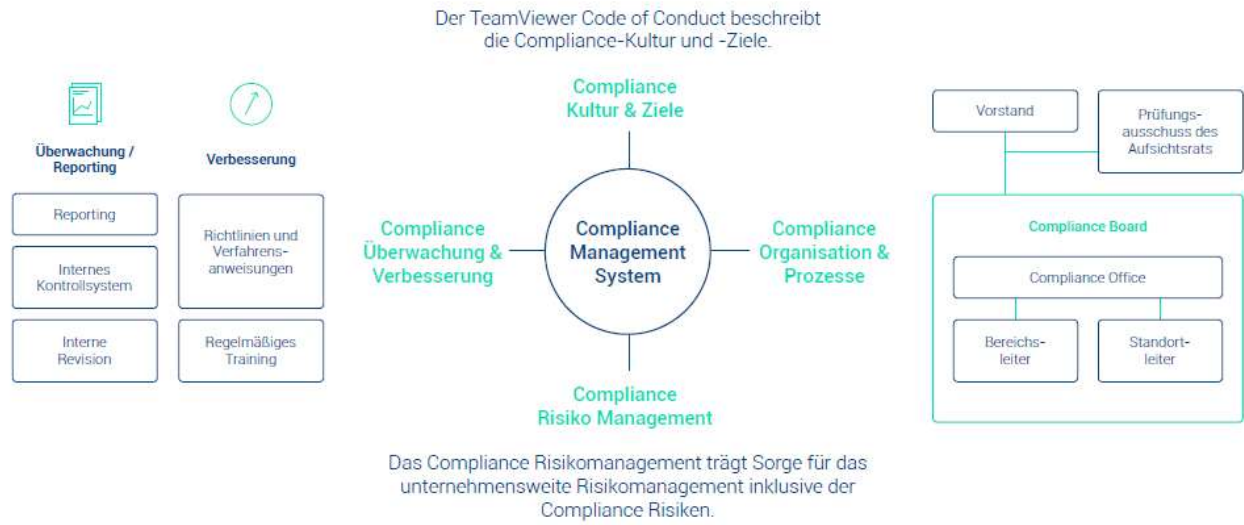 Der TeamViewer Code of Conduct beschreibt
die Compliance-Kultur und -Ziele.
Compliance
Kultur & Ziele
Überwachung /
Reporting
Reporting
Internes
Kontrollsystem
Interne
Revision
Verbesserung
Richtlinien und
Verfahrens-
anweisungen
Regelmäßiges
Training
Compliance
Überwachung &
Verbesserung
Compliance
Management
System
Compliance
Organisation &
Prozesse
Vorstand
Prüfungs-
ausschuss des
Aufsichtsrats
Compliance Board
Compliance Office
Bereichs-
leiter
Standort-
leiter
Compliance
Risiko Management
Das Compliance Risikomanagement trägt Sorge für das
unternehmensweite Risikomanagement inklusive der
Compliance Risiken.